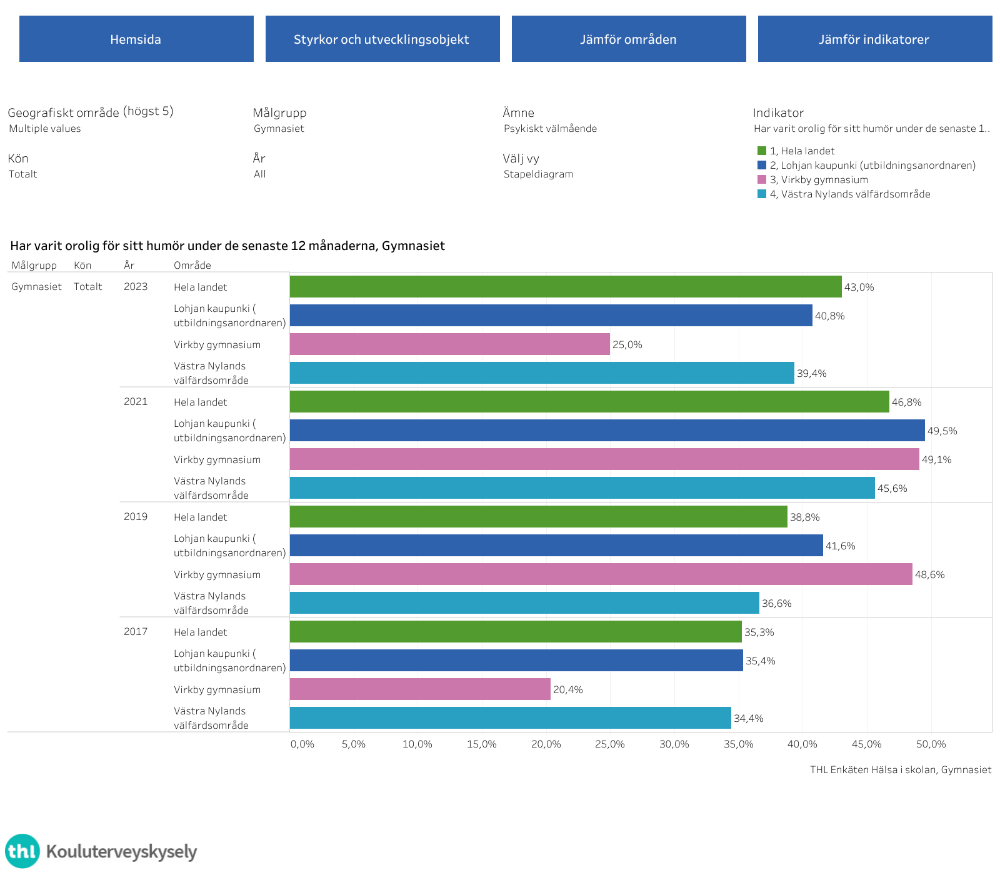 Hemsida
Styrkor och utvecklingsobjekt
Jämför områden
Jämför indikatorer
Geografiskt område (högst 5)
Multiple values
Målgrupp
Gymnasiet
Ämne
Psykiskt välmående
Indikator
Har varit orolig för sitt humör under de senaste 1..
Kön
Totalt
År
All
Välj vy
Stapeldiagram
1, Hela landet
2, Lohjan kaupunki (utbildningsanordnaren)
3, Virkby gymnasium
4, Västra Nylands välfärdsområde
Har varit orolig för sitt humör under de senaste 12 månaderna, Gymnasiet
Målgrupp Kön År Område
Gymnasiet Totalt 2023 Hela landet 43,0%
Lohjan kaupunki (
utbildningsanordnaren) 40,8%
Virkby gymnasium 25,0%
Västra Nylands
välfärdsområde 39,4%
2021 Hela landet 46,8%
Lohjan kaupunki (
utbildningsanordnaren) 49,5%
Virkby gymnasium 49,1%
Västra Nylands
välfärdsområde 45,6%
2019 Hela landet 38,8%
Lohjan kaupunki (
utbildningsanordnaren) 41,6%
Virkby gymnasium 48,6%
Västra Nylands
välfärdsområde 36,6%
2017 Hela landet 35,3%
Lohjan kaupunki (
utbildningsanordnaren) 35,4%
Virkby gymnasium 20,4%
Västra Nylands
välfärdsområde 34,4%
0,0% 5,0% 10,0% 15,0% 20,0% 25,0% 30,0% 35,0% 40,0% 45,0% 50,0%
THL Enkäten Hälsa i skolan, Gymnasiet
thl Kouluterveyskysely